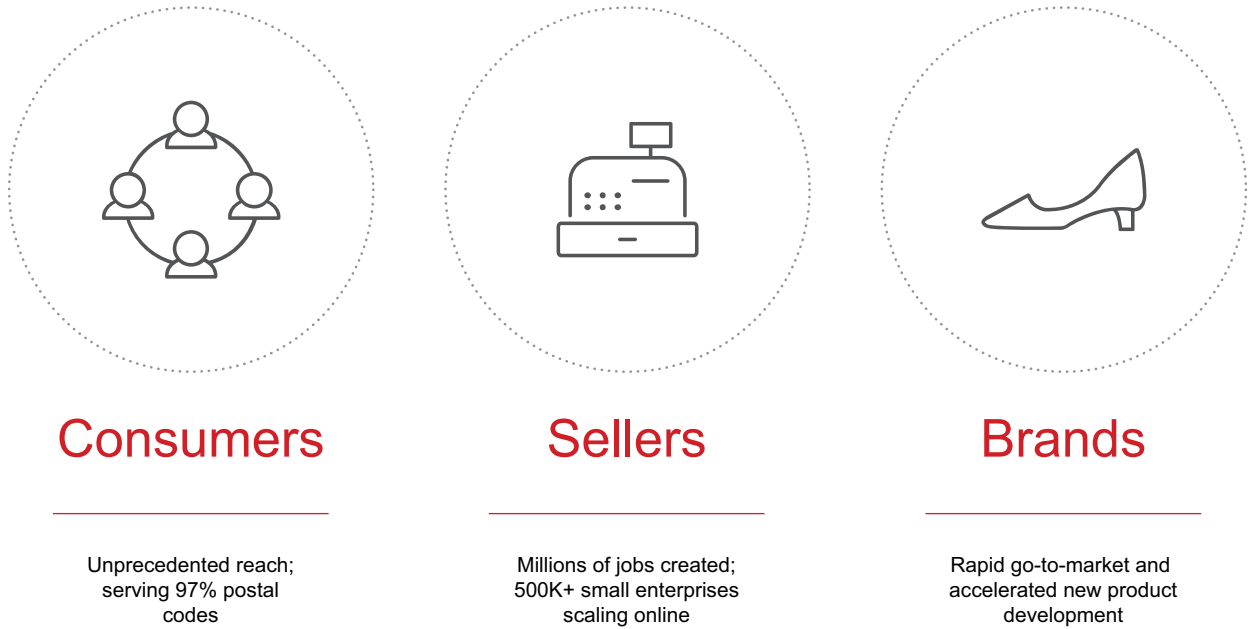 Consumers
Unprecedented reach;
serving 97% postal
codes
Sellers
Millions of jobs created;
500K+ small enterprises
scaling online
Brands
Rapid go-to-market and
accelerated new product
development